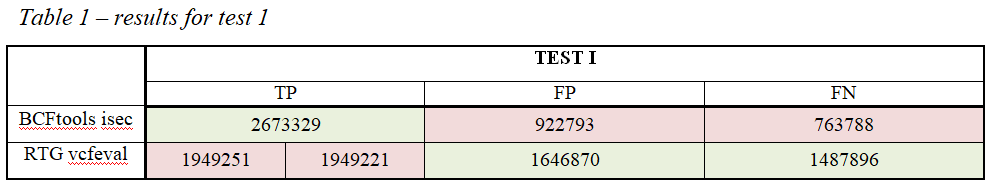 Table 1 – results for test 1
TEST I
TP FP FN
BCFtools isec 2673329 922793 763788
RTG vcfeval 1949251 1949221 1646870 1487896